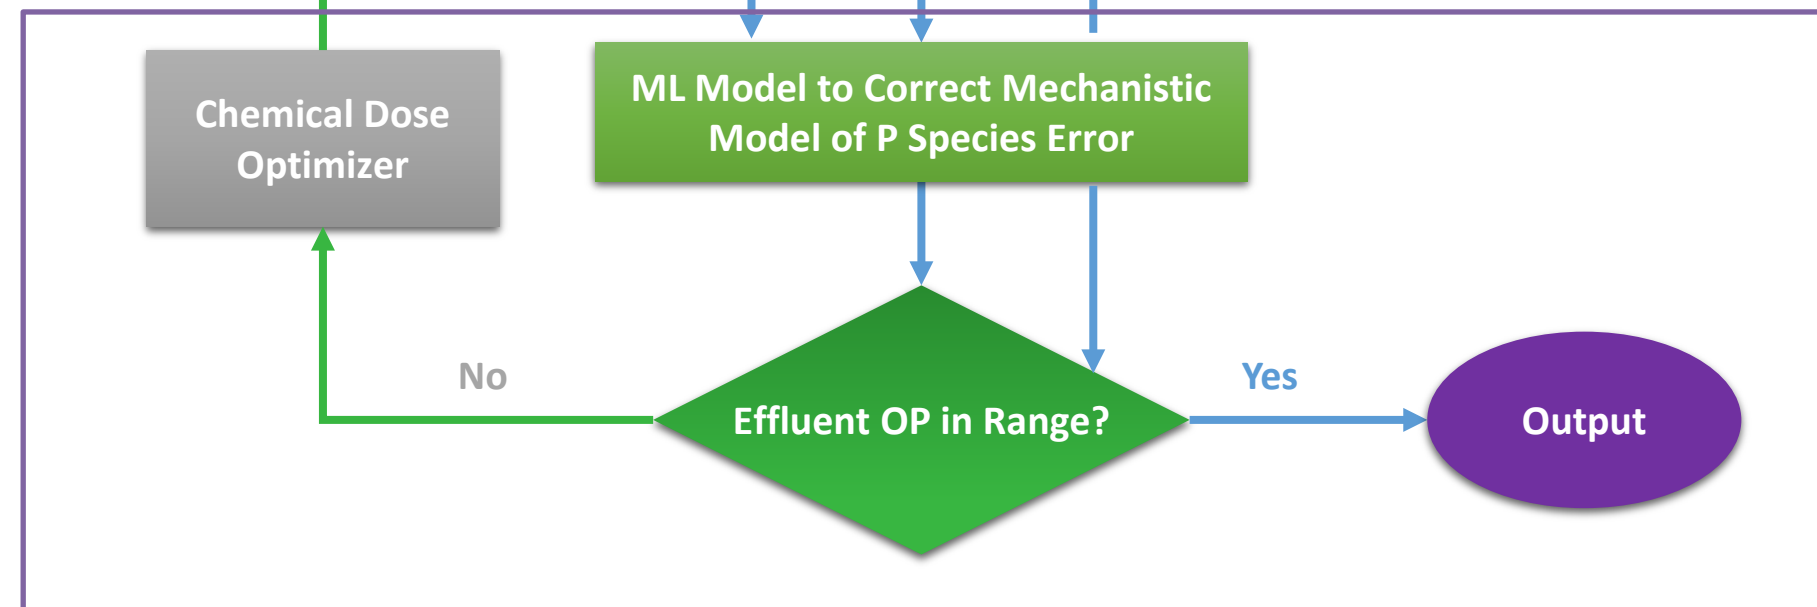 Chemical Dose
Optimizer
ML Model to Correct Mechanistic
Model of P Species Error
No
Effluent OP in Range?
Yes
Output